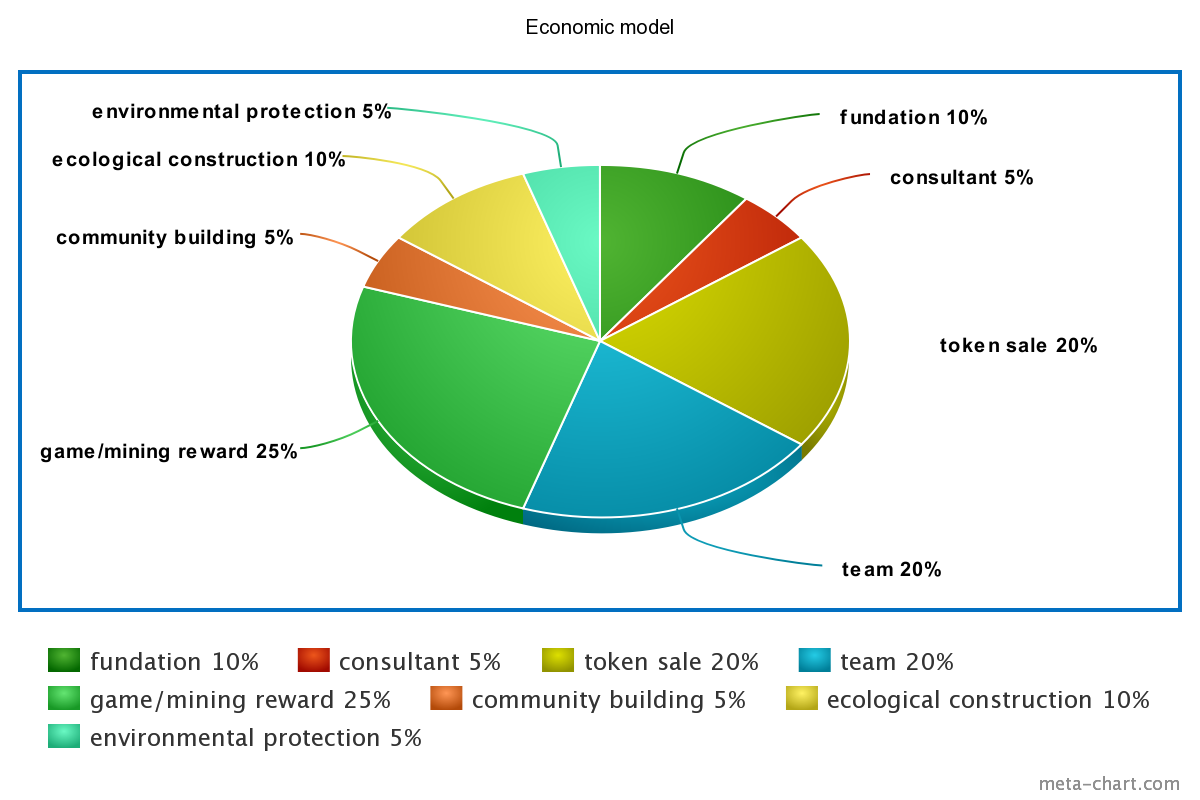 Economic model
environmental protection 5%
fundation 10%
ecological construction 10%
consultant 5%
community building 5%
token sale 20%
game/mining reward 25%
team 20%
fundation 10% consultant 5% token sale 20% team 20%
game/mining reward 25% community building 5% ecological construction 10%
environmental protection 5%
meta-chart.com